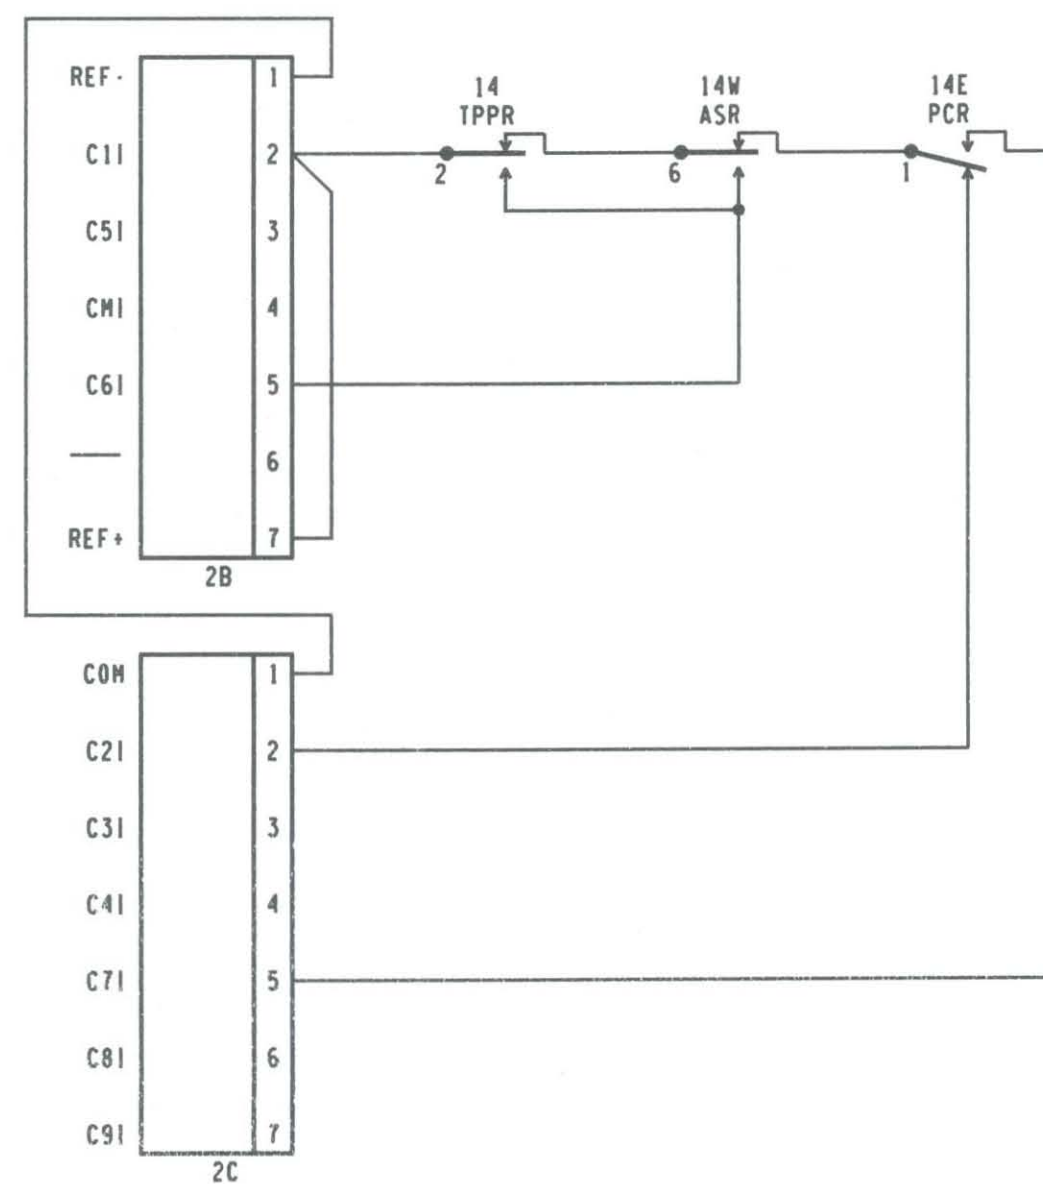 REF- 1
14
TPPR
14W
ASR
14E
PCR
C1I 2
2
6
1
C5I 3
CMI 4
C6I 5
6
REF+ 7
2B
COM 1
C2I 2
C3I 3
C4I 4
C7I 5
C8I 6
C9I 7
2C